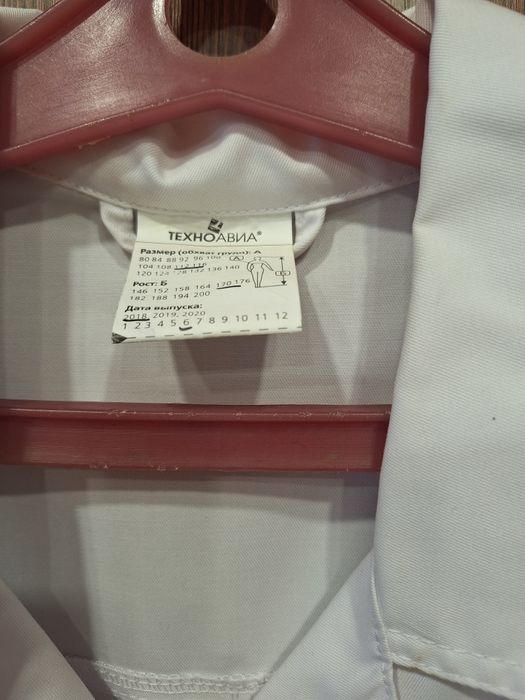 ТЕХНОАВИА®
Размер (обхват груди): А
80 84 88 92 96 100
104 108 112 116
120 124 128 132 136 140
(А)
Рост: Б
146 152 158 164 170 176
182 188 194 200
Дата выпуска:
2018, 2019, 2020
1 2 3 4 5 6 7 8 9 10 11 12